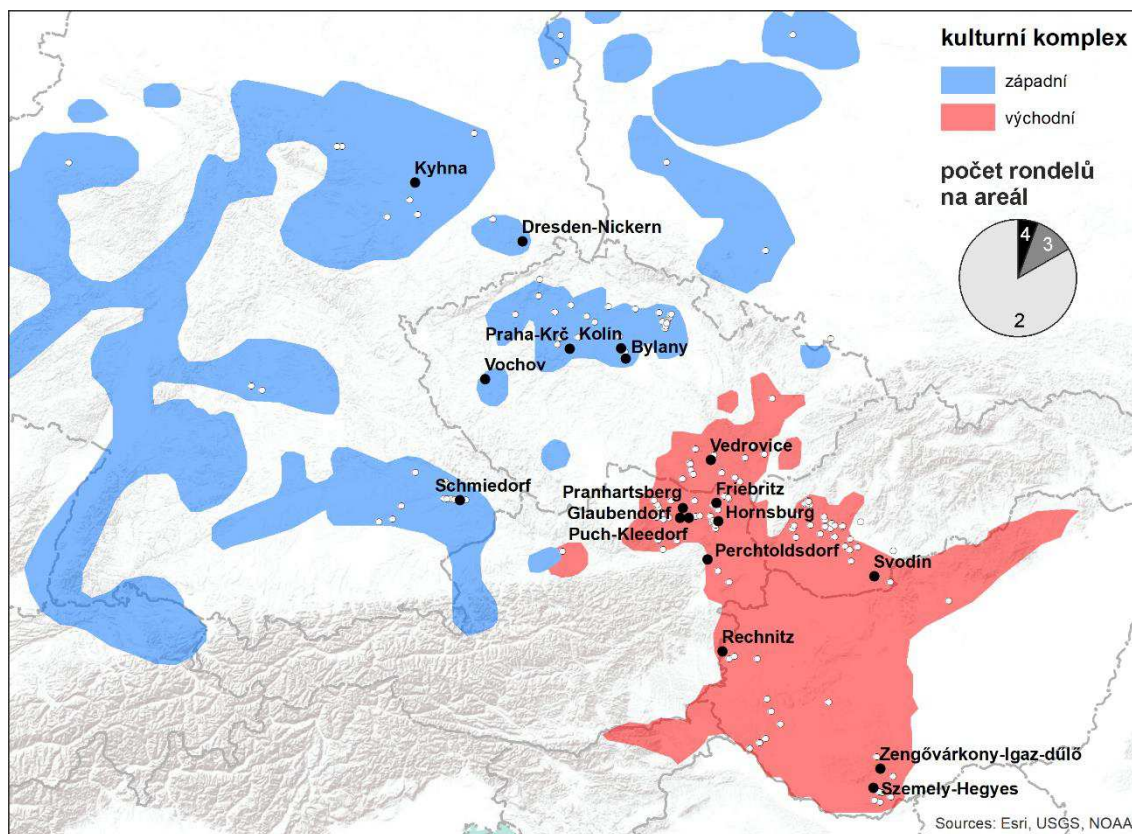 kulturní komplex
západní
východní
počet rondelů
na areál
4
3
2
Kyhna
Dresden-Nickern
Praha-Krč
Kolín
Bylany
Vochov
Vedrovice
Schmiedorf
Pranhartsberg
Friebritz
Glaubendorf
Hornsburg
Puch-Kleedorf
Perchtoldsdorf
Svodín
Rechnitz
Zengővárkony-Igaz-dűlő
Szemely-Hegyes
Sources: Esri, USGS, NOAA